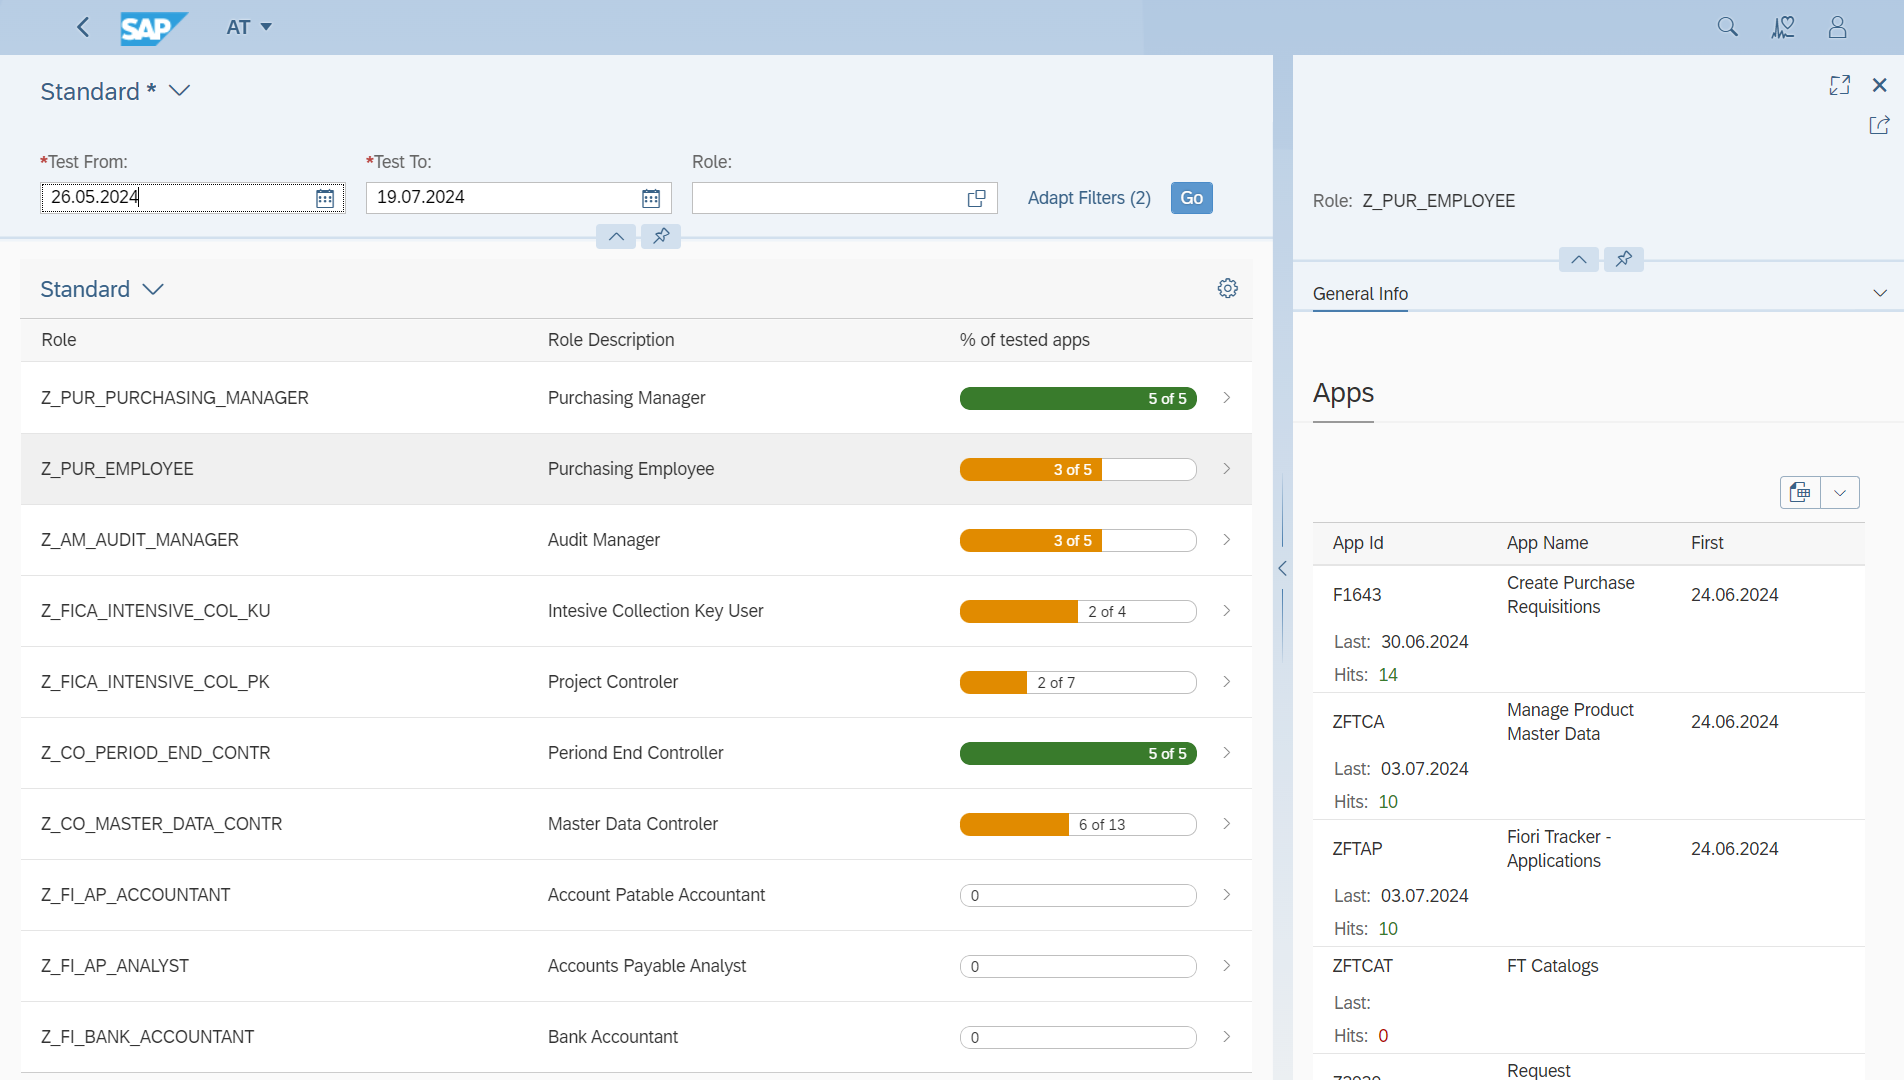 SAP
AT
Standard *
*Test From:
*Test To:
Role:
26.05.2024
19.07.2024
Adapt Filters (2)
Go
Standard
Role
Role Description
% of tested apps
Z_PUR_PURCHASING_MANAGER
Purchasing Manager
5 of 5
Z_PUR_EMPLOYEE
Purchasing Employee
3 of 5
Z_AM_AUDIT_MANAGER
Audit Manager
3 of 5
Z_FICA_INTENSIVE_COL_KU
Intesive Collection Key User
2 of 4
Z_FICA_INTENSIVE_COL_PK
Project Controler
2 of 7
Z_CO_PERIOD_END_CONTR
Periond End Controller
5 of 5
Z_CO_MASTER_DATA_CONTR
Master Data Controler
6 of 13
Z_FI_AP_ACCOUNTANT
Account Patable Accountant
0
Z_FI_AP_ANALYST
Accounts Payable Analyst
0
Z_FI_BANK_ACCOUNTANT
Bank Accountant
0
Role: Z_PUR_EMPLOYEE
General Info
Apps
App Id
App Name
First
F1643
Create Purchase
Requisitions
24.06.2024
Last: 30.06.2024
Hits: 14
ZFTCA
Manage Product
Master Data
24.06.2024
Last: 03.07.2024
Hits: 10
ZFTAP
Fiori Tracker -
Applications
24.06.2024
Last: 03.07.2024
Hits: 10
ZFTCAT
FT Catalogs
Last:
Hits: 0
Request